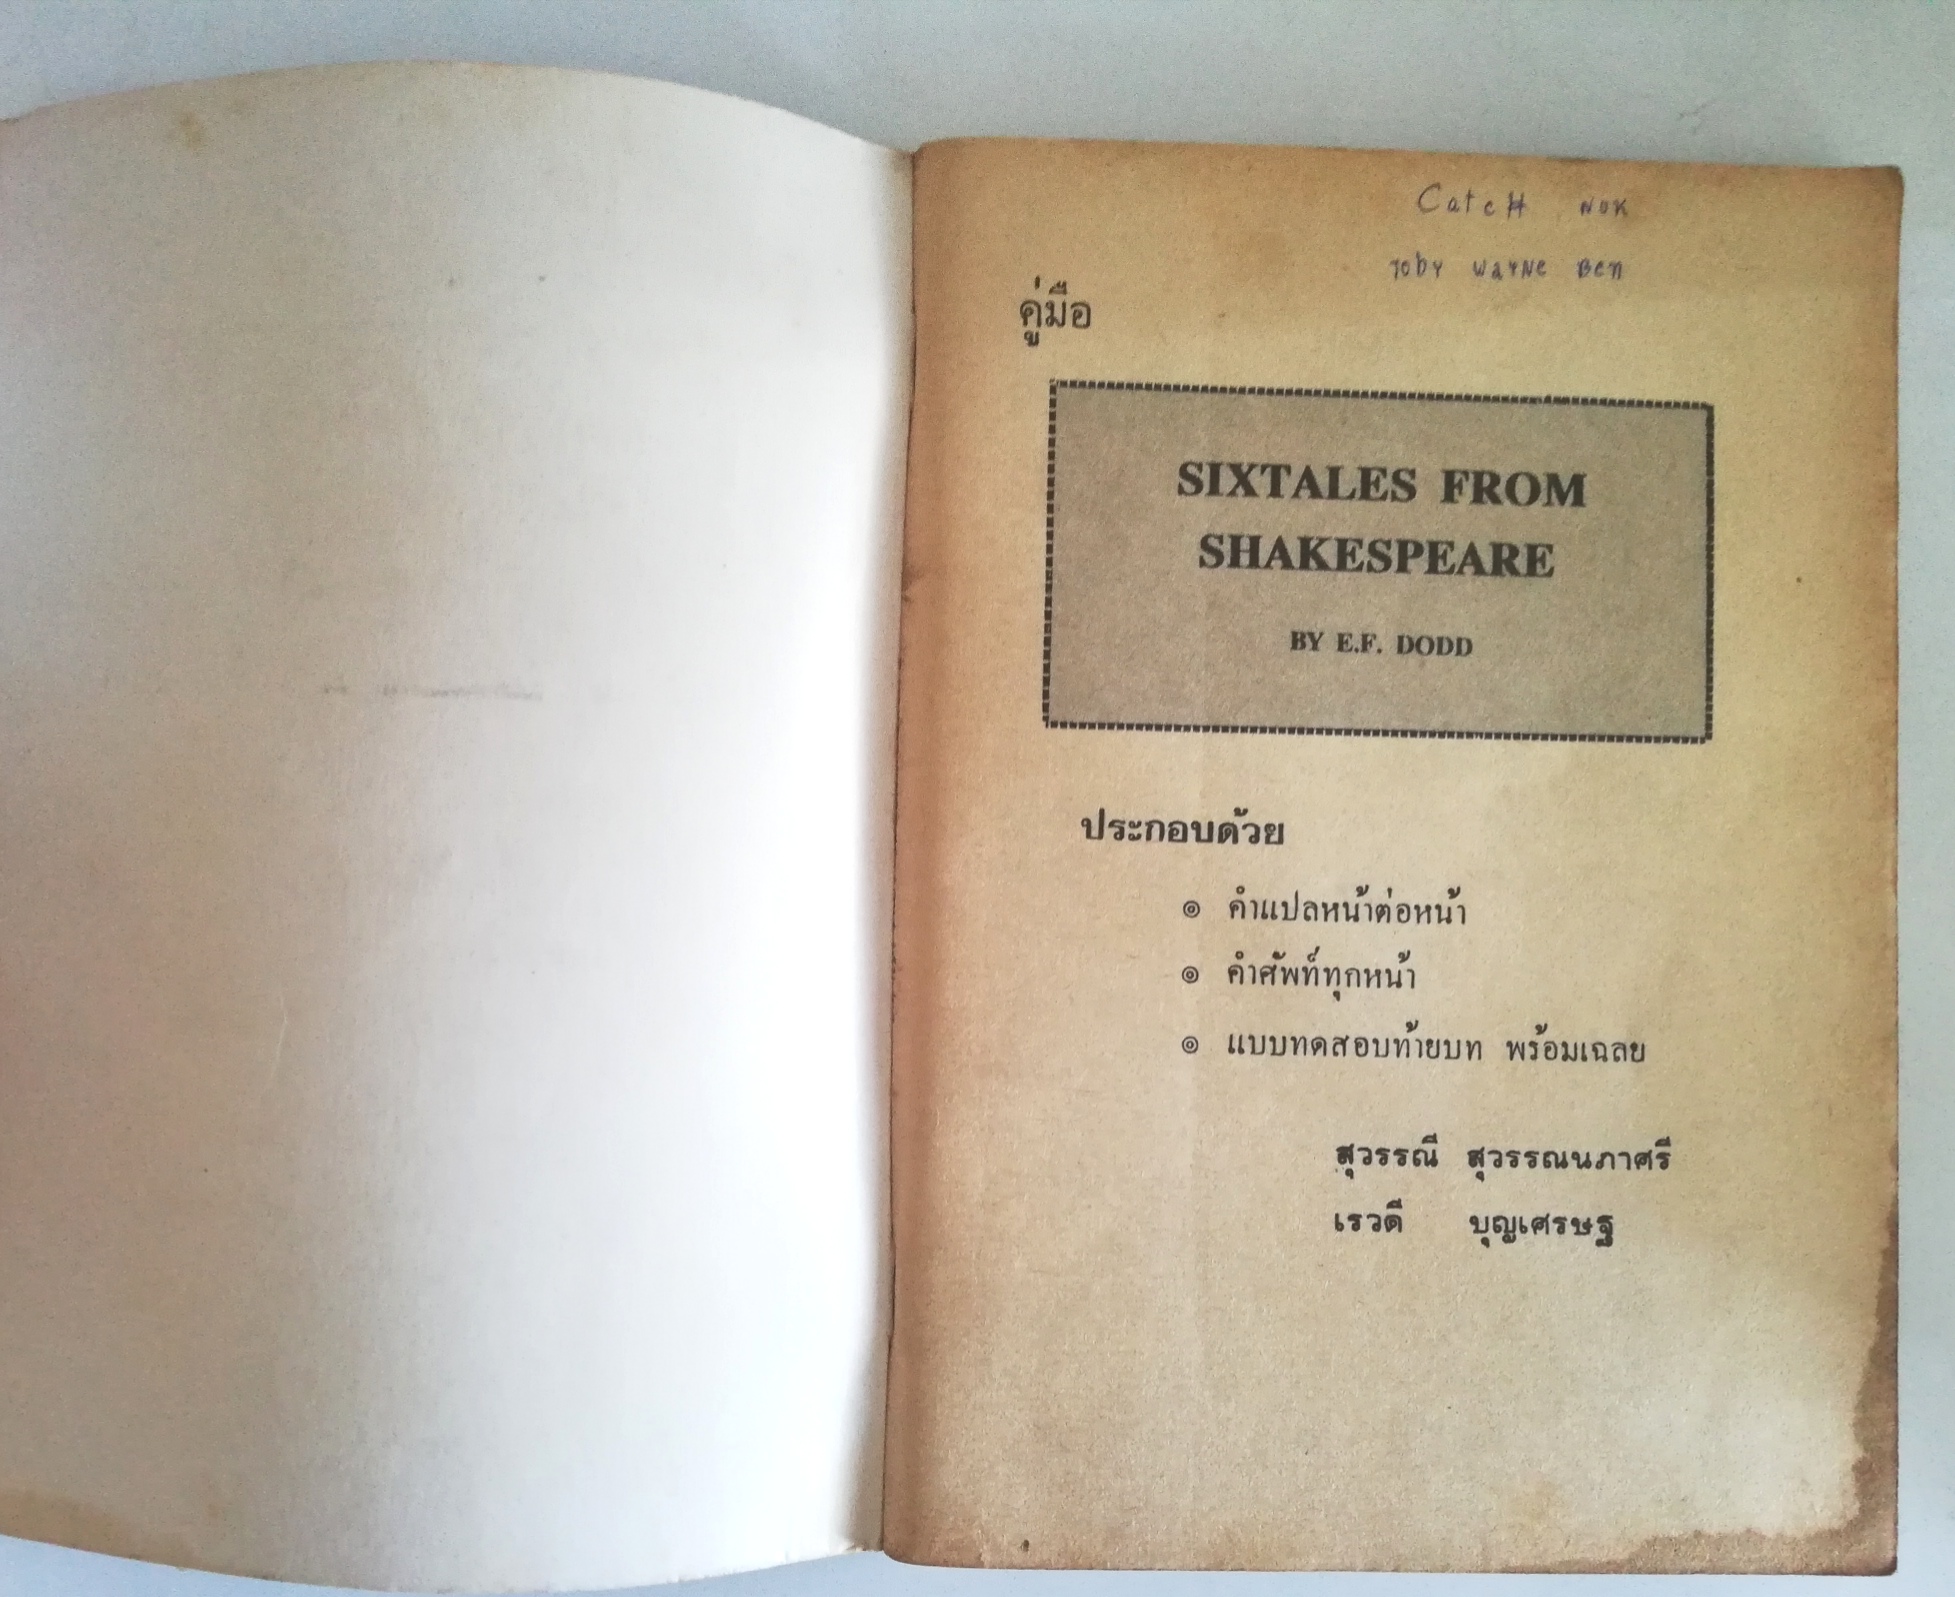 CatcH NUK
Toby WaYNe Ben
คู่มือ
SIXTALES FROM
SHAKESPEARE
BY E.F. DODD
ประกอบด้วย
๏ คำแปลหน้าต่อหน้า
๏ คำศัพท์ทุกหน้า
๏ แบบทดสอบท้ายบท พร้อมเฉลย
สุวรรณี สุวรรณนภาศรี
เรวดี บุญเศรษฐ